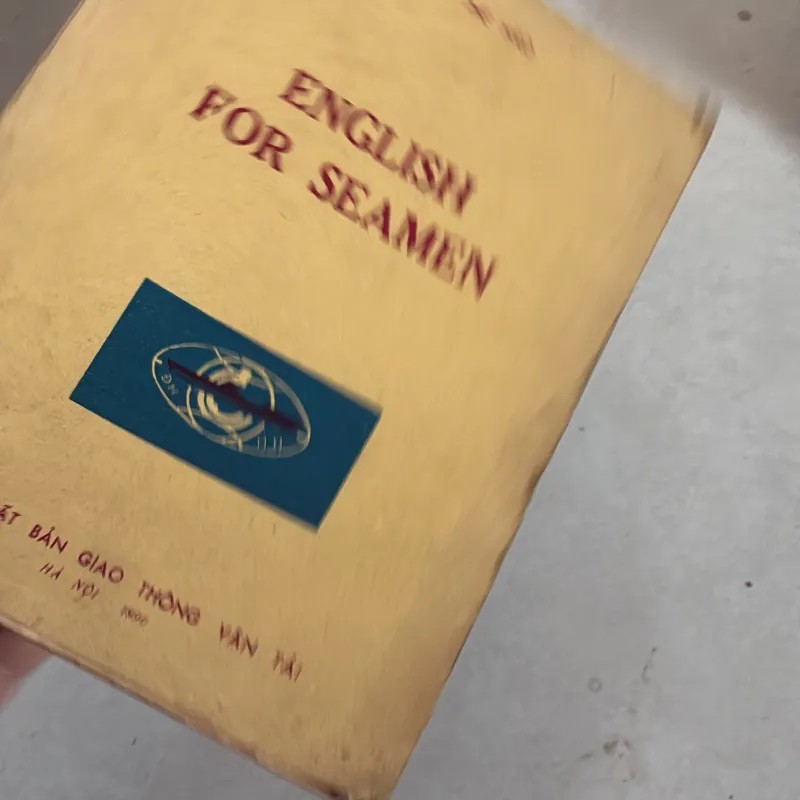 ENGLISH
FOR SEAMEN
BẢN GIAO THÔNG VẬN TẢI
HÀ NỘI